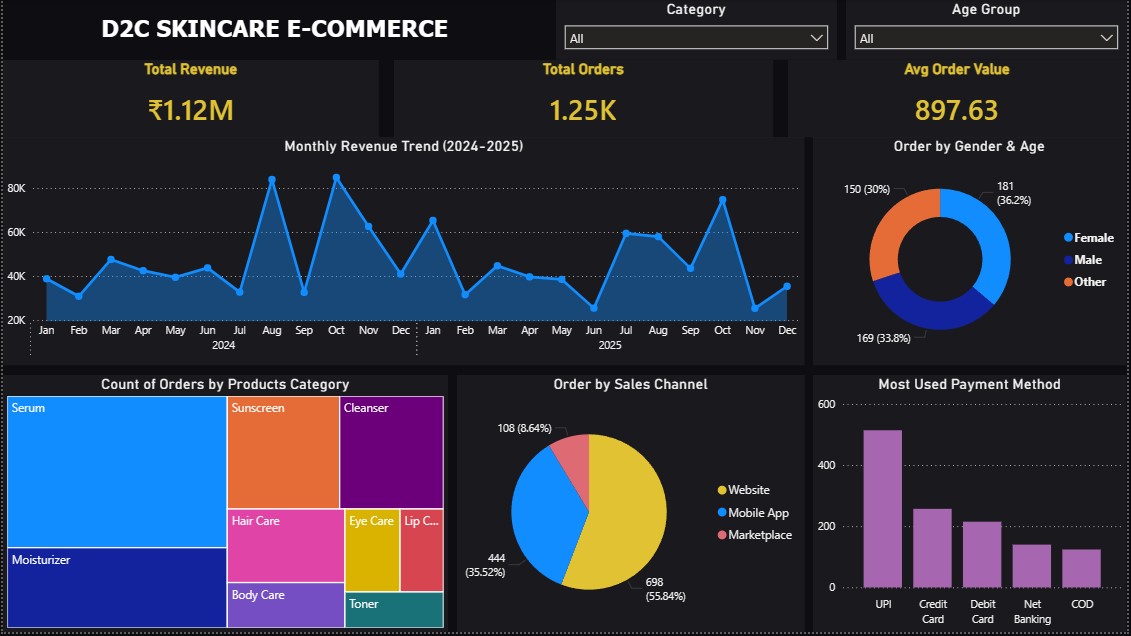 D2C SKINCARE E-COMMERCE
Category
All
Age Group
All
Total Revenue
₹1.12M
Total Orders
1.25K
Avg Order Value
897.63
Monthly Revenue Trend (2024-2025)
80K
60K
40K
20K
Jan Feb Mar Apr May Jun Jul Aug Sep Oct Nov Dec Jan Feb Mar Apr May Jun Jul Aug Sep Oct Nov Dec
2024 2025
Order by Gender & Age
150 (30%)
181
(36.2%)
169 (33.8%)
Female
Male
Other
Count of Orders by Products Category
Serum
Moisturizer
Sunscreen
Cleanser
Hair Care
Body Care
Eye Care
Lip C...
Toner
Order by Sales Channel
108 (8.64%)
444
(35.52%)
698
(55.84%)
Website
Mobile App
Marketplace
Most Used Payment Method
600
400
200
0
UPI
Credit
Card
Debit
Card
Net
Banking
COD